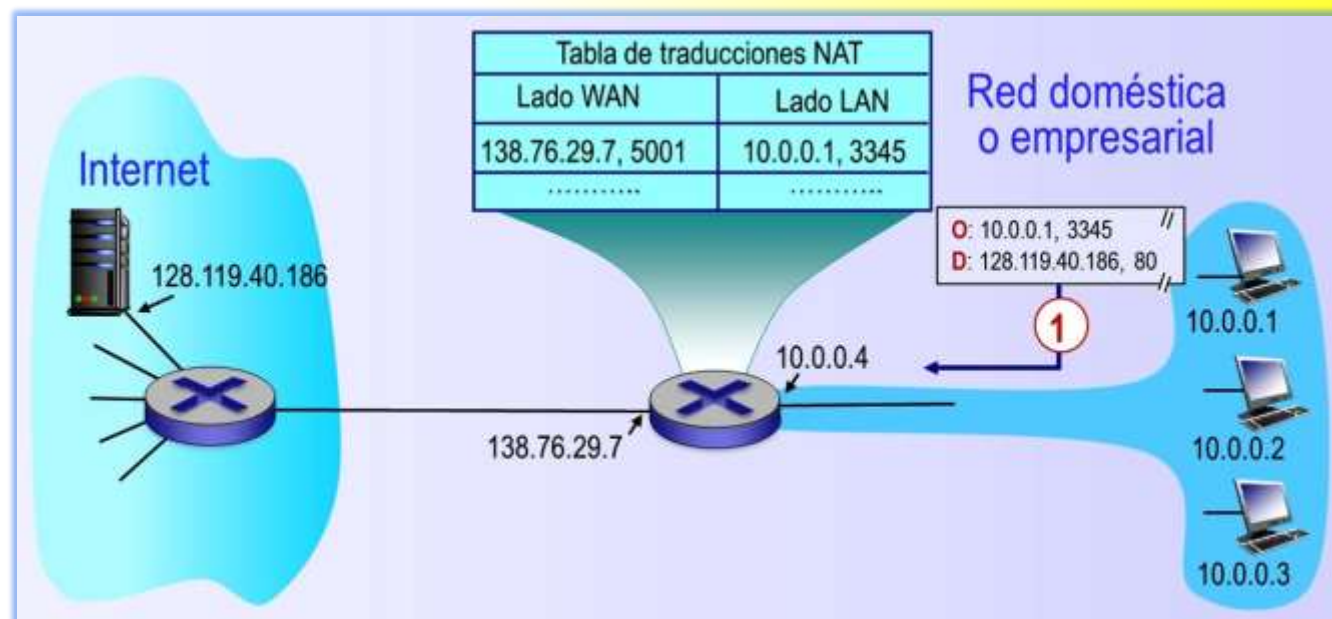 Tabla de traducciones NAT
Lado WAN Lado LAN
138.76.29.7, 5001 10.0.0.1, 3345
........... ...........
Red doméstica
o empresarial
Internet
O: 10.0.0.1, 3345
D: 128.119.40.186, 80
128.119.40.186
1
10.0.0.1
10.0.0.4
138.76.29.7
10.0.0.2
10.0.0.3